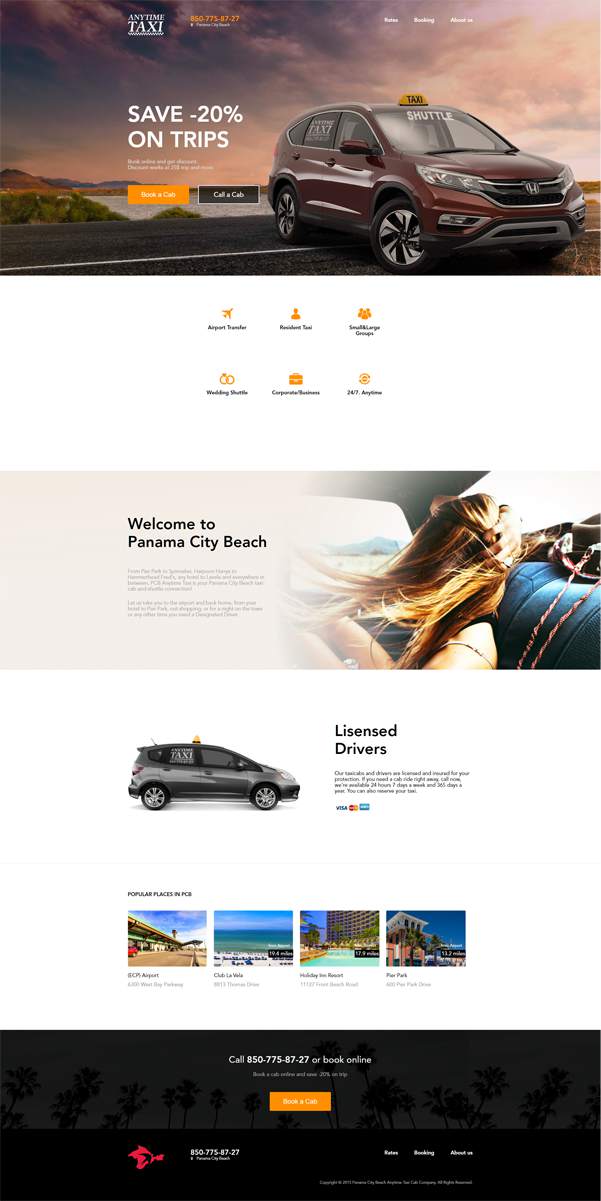 ANYTIME
TAXI
850-775-87-27
Panama City Beach
Rates
Booking
About us
SAVE -20%
ON TRIPS
Book online and get discount.
Discount works at 25$ trip and more.
Book a Cab
Call a Cab
TAXI
SHUTTLE
ANYTIME
TAXI
Airport Transfer
Resident Taxi
Small&Large
Groups
Wedding Shuttle
Corporate/Business
24/7. Anytime
Welcome to
Panama City Beach
From Pier Park to Spinnaker, Harpoon Harrys to
Hammerhead Fred's, any hotel to Lavela and everywhere in
between, PCB Anytime Taxi is your Panama City Beach taxi
cab and shuttle connection!
Let us take you to the airport and back home, from your
hotel to Pier Park, out shopping, or for a night on the town
or any other time you need a Designated Driver.
ANYTIME
TAXI
Lisensed
Drivers
Our taxicabs and drivers are licensed and insured for your
protection. If you need a cab ride right away, call now,
we're available 24 hours 7 days a week and 365 days a
year. You can also reserve your taxi.
VISA
POPULAR PLACES IN PCB
from Airport
19.4 miles
from Airport
17.9 miles
from Airport
13.2 miles
(ECP) Airport
Club La Vela
Holiday Inn Resort
Pier Park
6300 West Bay Parkway
8813 Thomas Drive
11127 Front Beach Road
600 Pier Park Drive
Call 850-775-87-27 or book online
Book a cab online and save -20% on trip
Book a Cab
850-775-87-27
Panama City Beach
Rates
Booking
About us
Copyright © 2015 Panama City Beach Anytime Taxi Cab Company. All Rights Reserved.